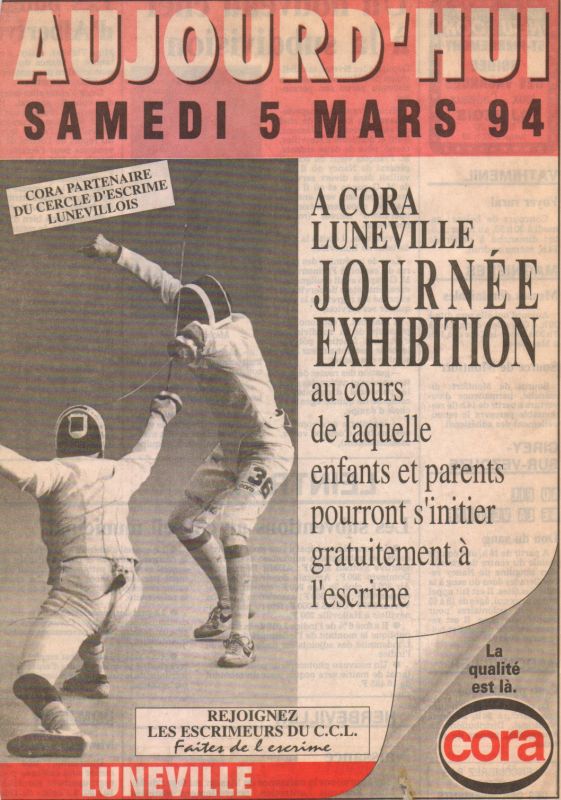 AUJOURD'HUI
SAMEDI 5 MARS 94
CORA PARTENAIRE
DU CERCLE D'ESCRIME
LUNEVILLOIS
A CORA
LUNEVILLE
JOURNÉE
EXHIBITION
au cours
de laquelle
enfants et parents
pourront s'initier
gratuitement à
l'escrime
36
cora
La
qualité
est là.
cora
REJOIGNEZ
LES ESCRIMEURS DU C.C.L.
Faites de l'escrime
LUNEVILLE